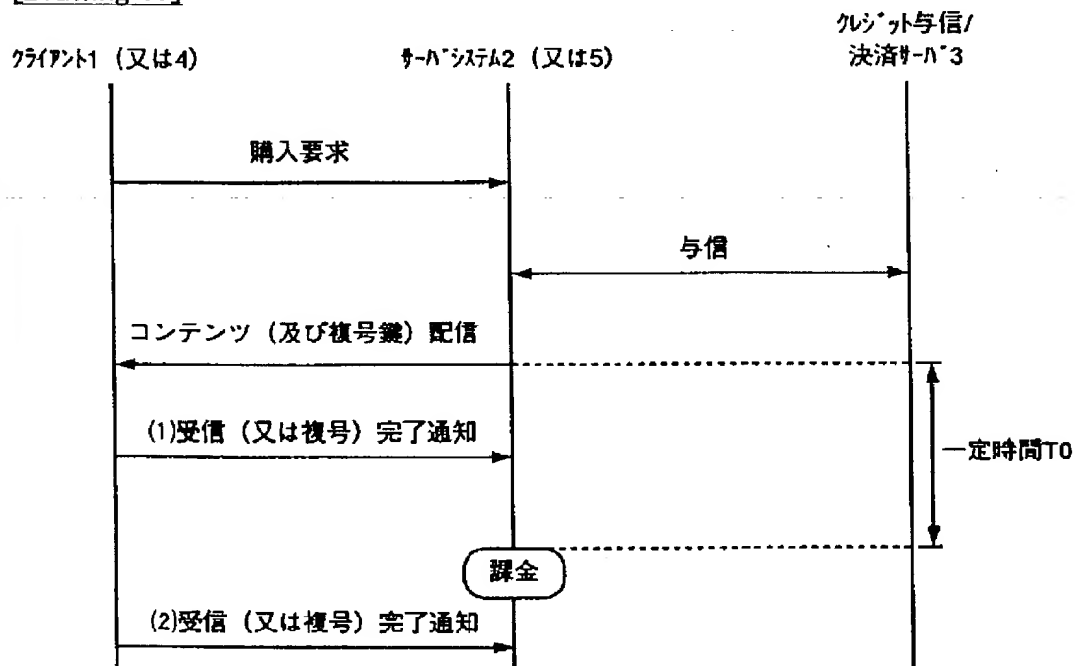 クレジット与信/
決済サーバ3
クライアント1（又は4）
サーバシステム2（又は5）
購入要求
与信
コンテンツ（及び復号鍵）配信
(1)受信（又は復号）完了通知
一定時間T0
課金
(2)受信（又は復号）完了通知